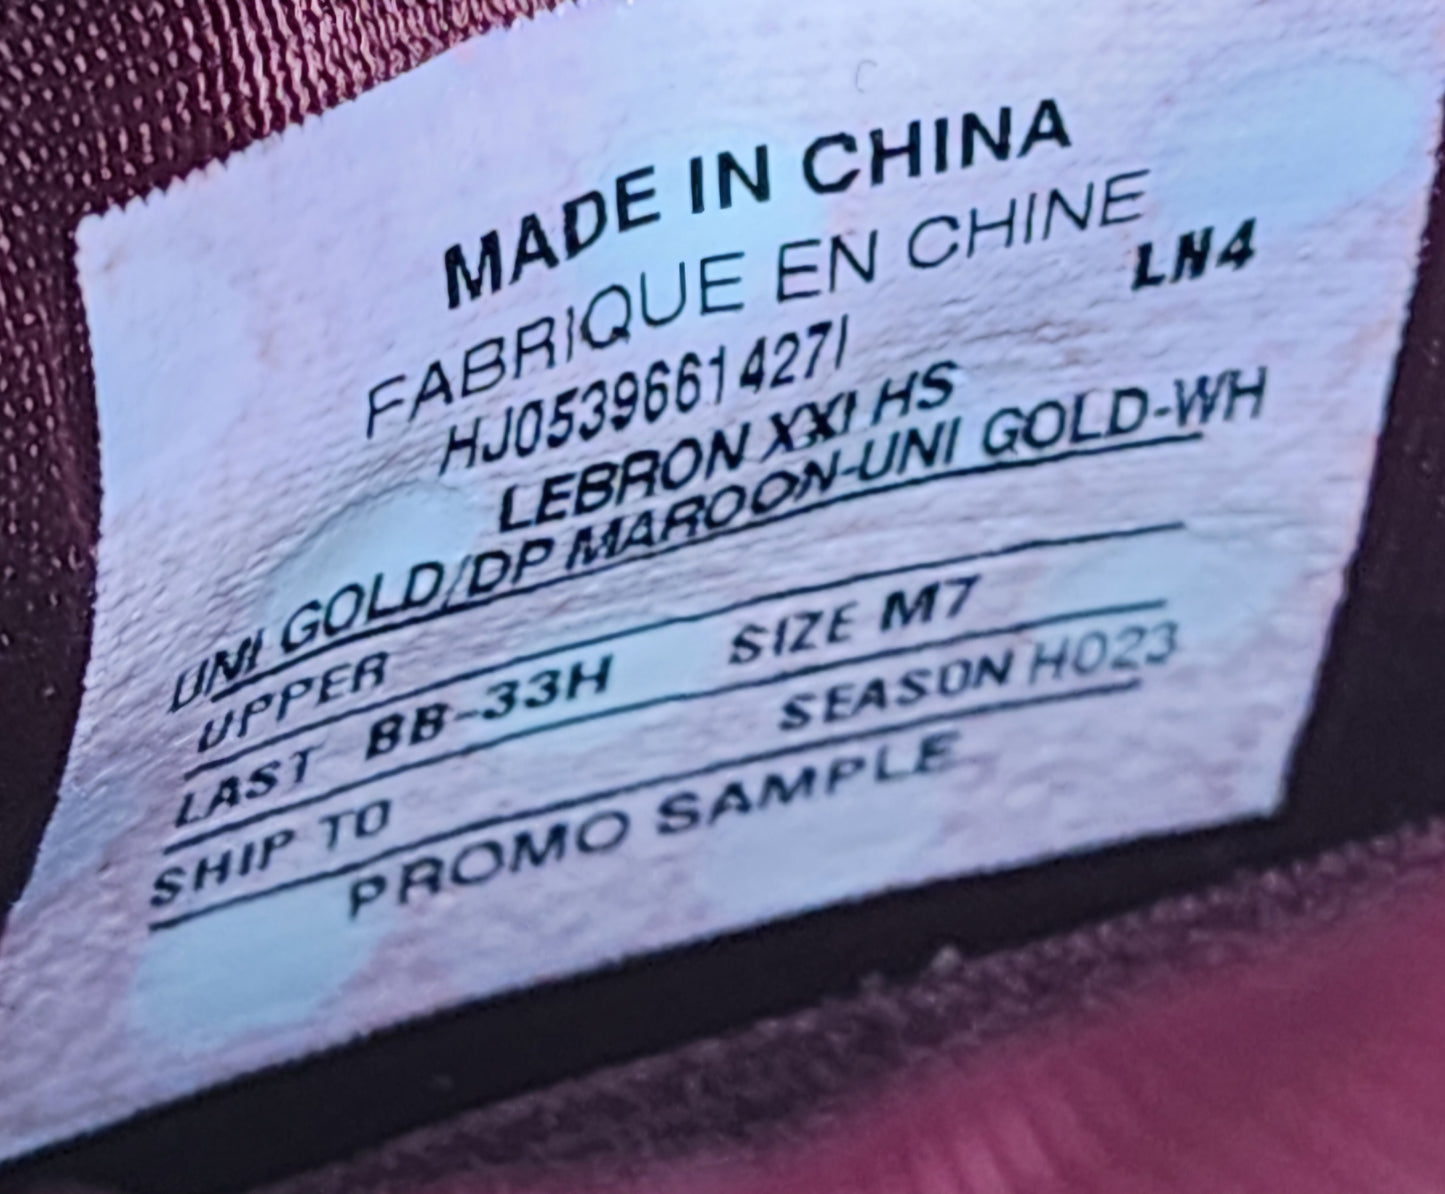 MADE IN CHINA
FABRIQUE EN CHINE
LN4
HJ0539661427I
LEBRON XXI HS
UNI GOLD/DP MAROON-UNI GOLD-WH
UPPER
LAST BB-33H SIZE M7
SHIP TO SEASON HO23
PROMO SAMPLE